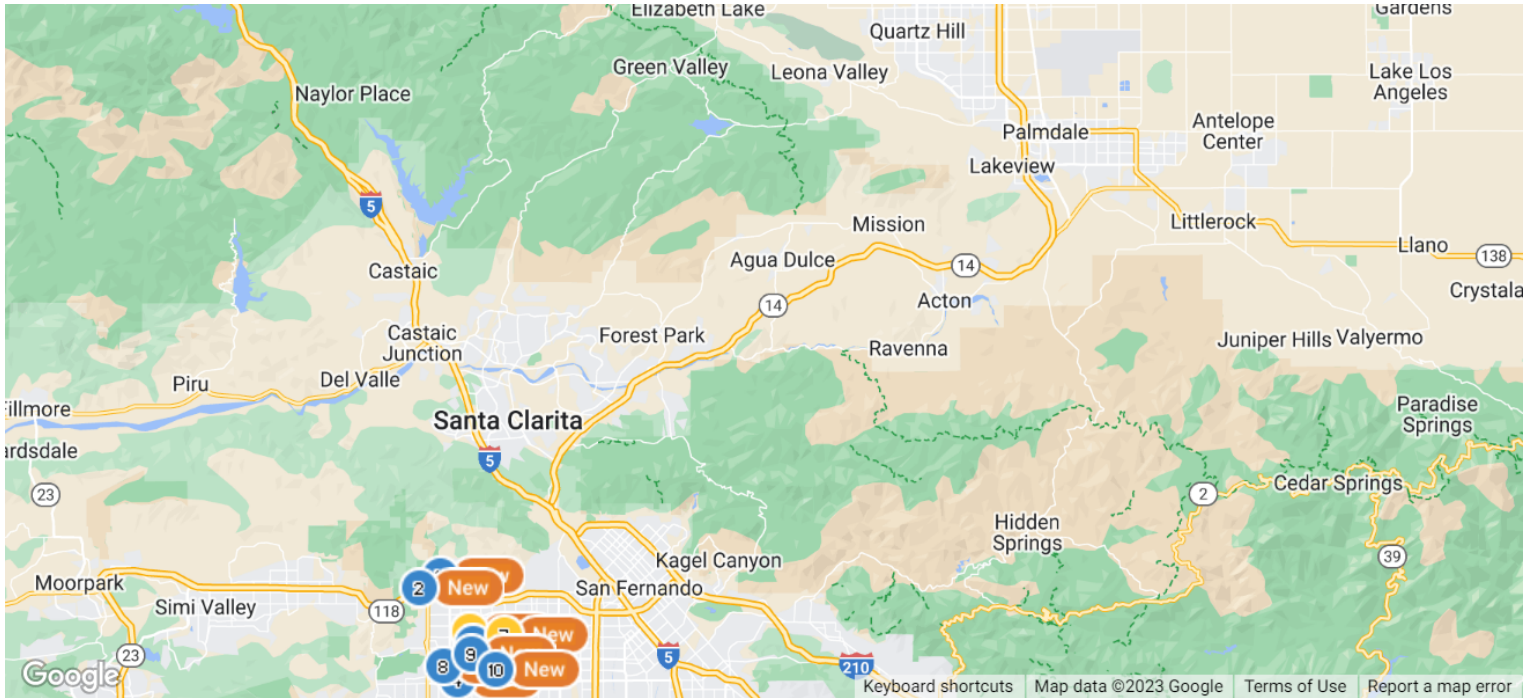 Elizabeth Lake
Gardens
Quartz Hill
Green Valley
Leona Valley
Lake Los
Angeles
Naylor Place
Antelope
Center
Palmdale
Lakeview
5
Mission
Littlerock
Llano
138
Agua Dulce
14
Castaic
Acton
Crystala
14
Castaic
Junction
Forest Park
Juniper Hills
Valyermo
Ravenna
Piru
Del Valle
Fillmore
Santa Clarita
Paradise
Springs
ardsdale
5
23
2
Cedar Springs
Hidden
Springs
39
Kagel Canyon
Moorpark
2
New
San Fernando
Simi Valley
118
7
New
9
23
8
10
New
5
210
Google
Keyboard shortcuts
Map data ©2023 Google
Terms of Use
Report a map error